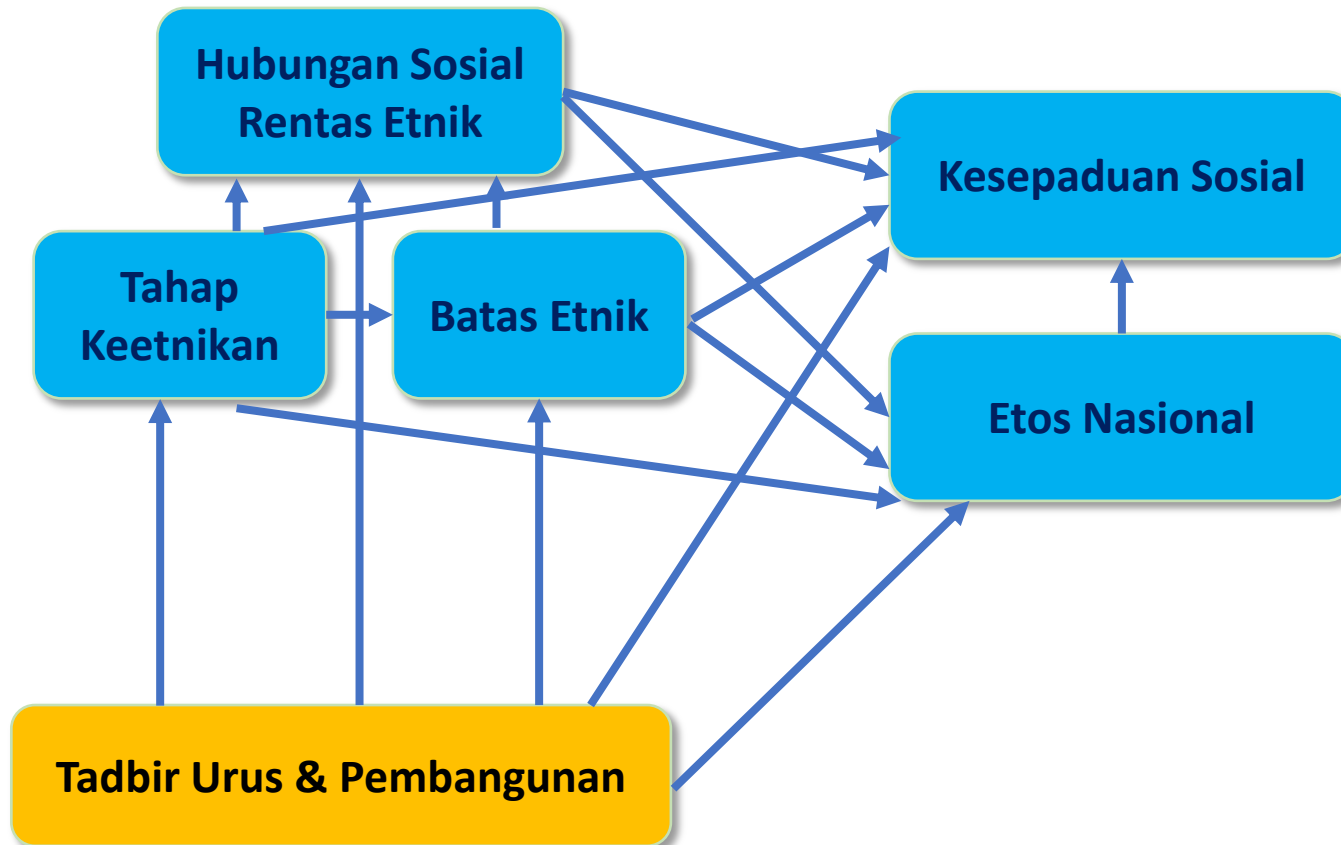 Hubungan Sosial
Rentas Etnik
Kesepaduan Sosial
Tahap
Keetnikan
Batas Etnik
Etos Nasional
Tadbir Urus & Pembangunan